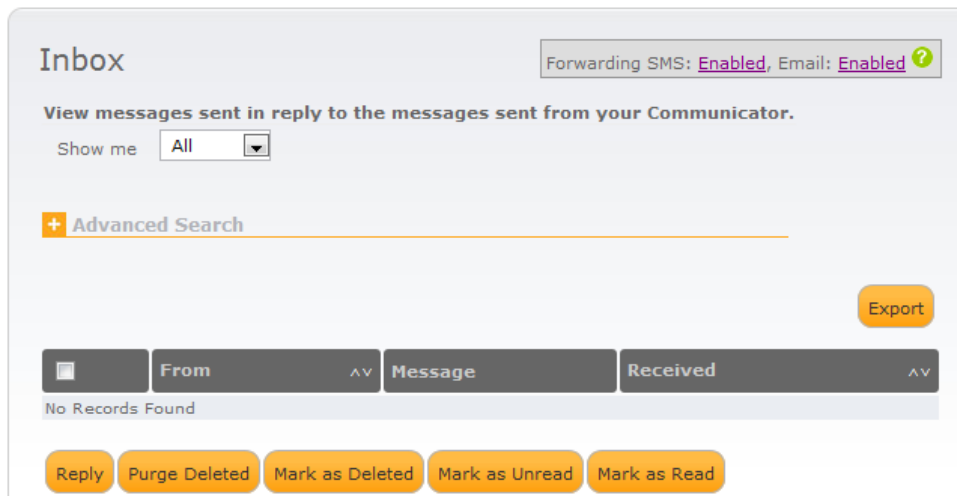 Inbox
Forwarding SMS: Enabled, Email: Enabled ?
View messages sent in reply to the messages sent from your Communicator.
Show me All
+ Advanced Search
Export
From ˄˅ Message Received ˄˅
No Records Found
Reply Purge Deleted Mark as Deleted Mark as Unread Mark as Read